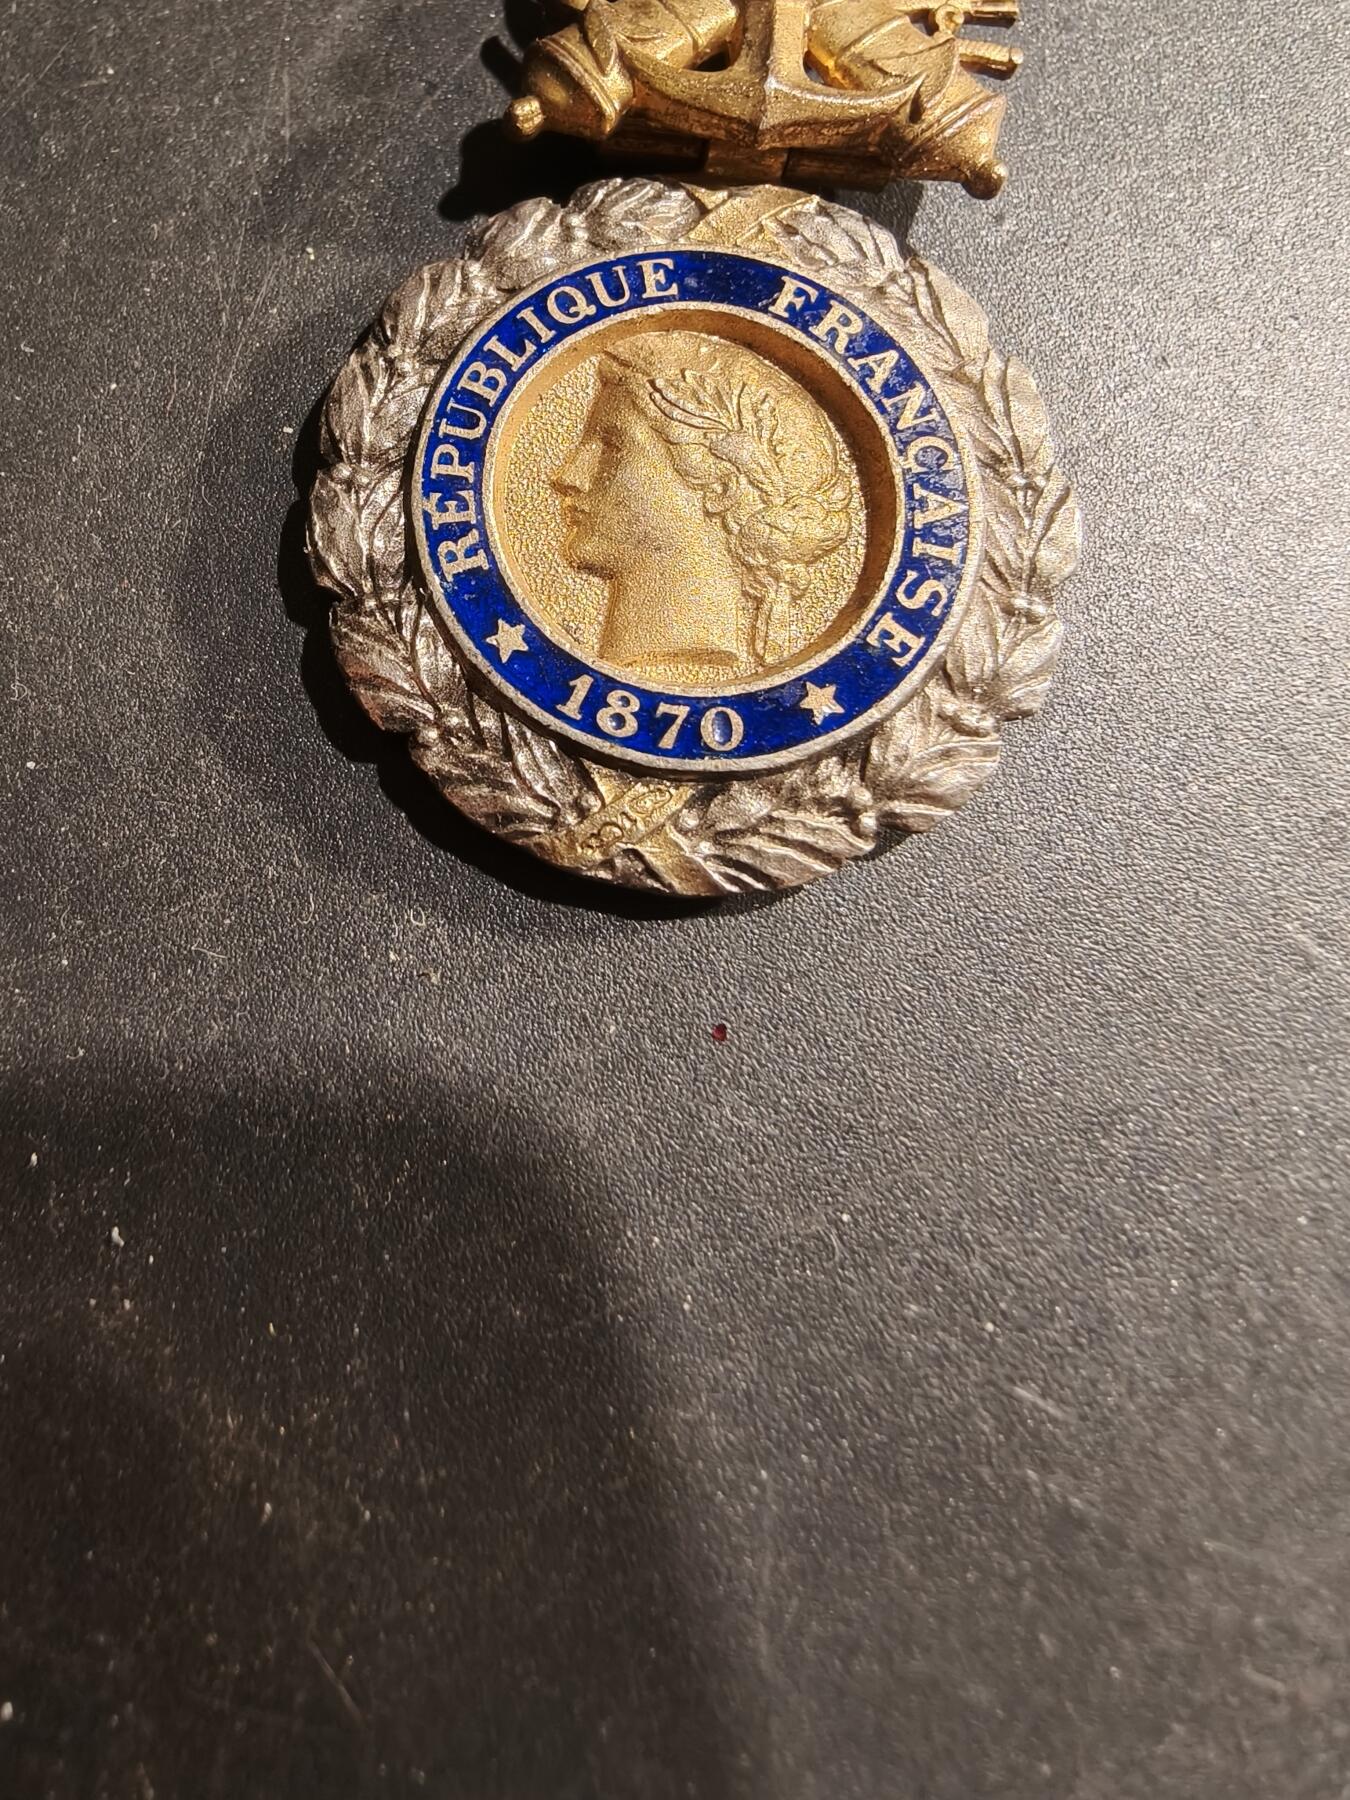 RÉPUBLIQUE FRANÇAISE
★ 1870 ★